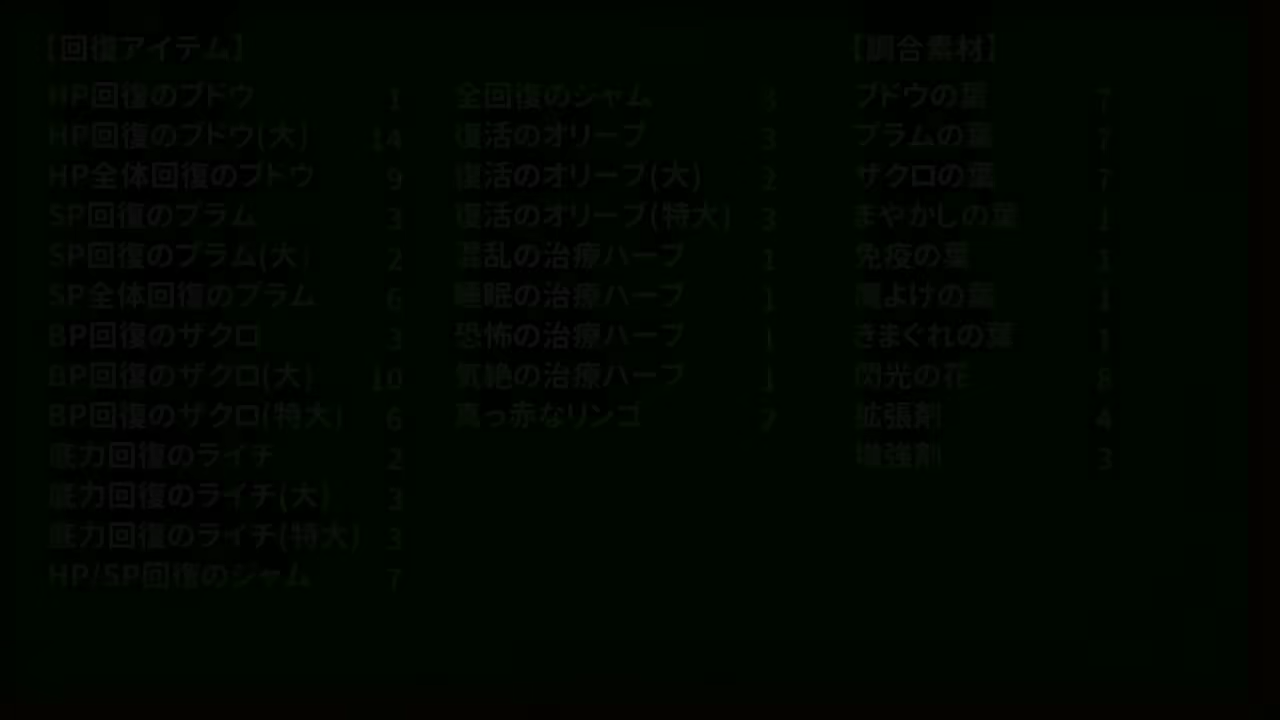 【回復アイテム】
HP回復のブドウ 1
HP回復のブドウ(大) 14
HP全体回復のブドウ 9
SP回復のプラム 3
SP回復のプラム(大) 2
SP全体回復のプラム 6
BP回復のザクロ 3
BP回復のザクロ(大) 10
BP回復のザクロ(特大) 6
底力回復のライチ 2
底力回復のライチ(大) 3
底力回復のライチ(特大) 3
HP/SP回復のジャム 7
全回復のジャム
復活のオリーブ 3
復活のオリーブ(大) 2
復活のオリーブ(特大) 3
混乱の治療ハーブ 1
睡眠の治療ハーブ 1
恐怖の治療ハーブ 1
気絶の治療ハーブ 1
真っ赤なリンゴ
【調合素材】
ブドウの葉 7
プラムの葉
ザクロの葉 7
まやかしの葉 1
免疫の葉 1
魔よけの葉 1
きまぐれの葉 1
閃光の花
拡張剤 4
増強剤 3